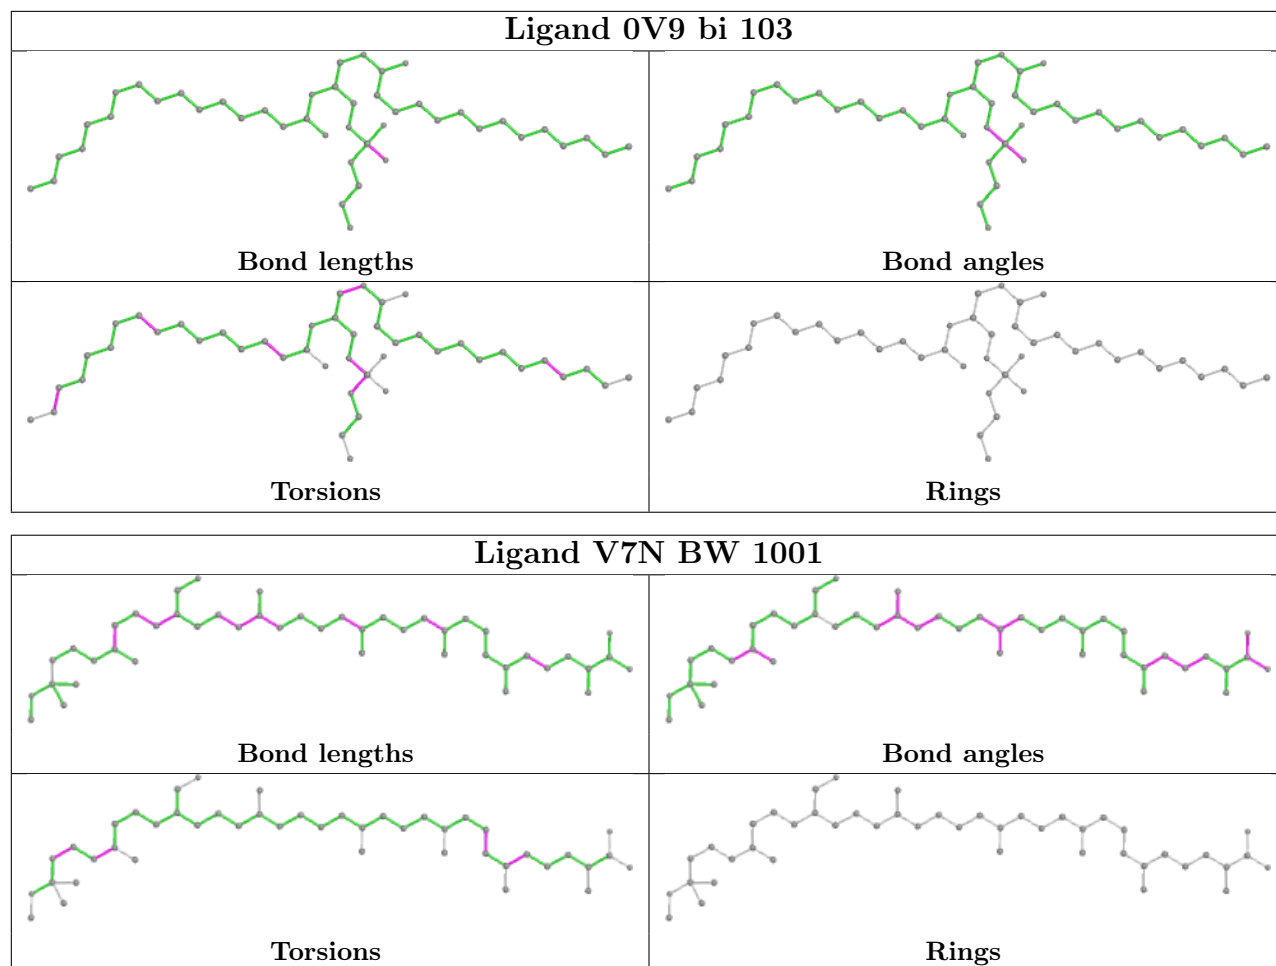 Ligand 0V9 bi 103
Bond lengths
Bond angles
Torsions
Rings
Ligand V7N BW 1001
Bond lengths
Bond angles
Torsions
Rings